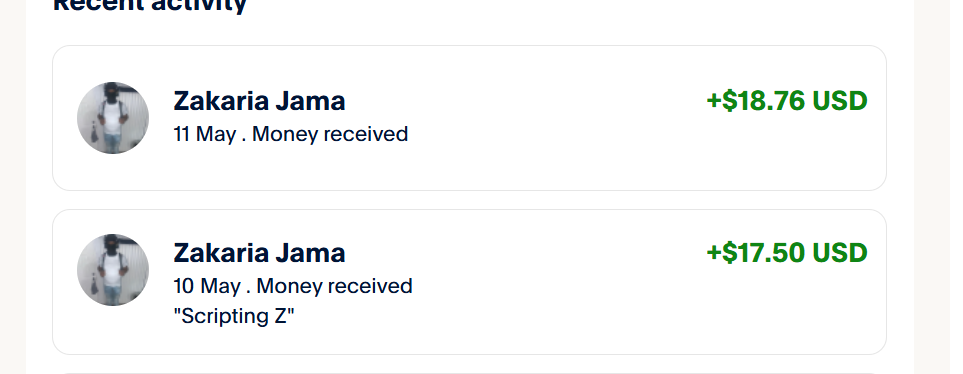 Recent activity
Zakaria Jama
+$18.76 USD
11 May . Money received
Zakaria Jama
+$17.50 USD
10 May . Money received
"Scripting Z"